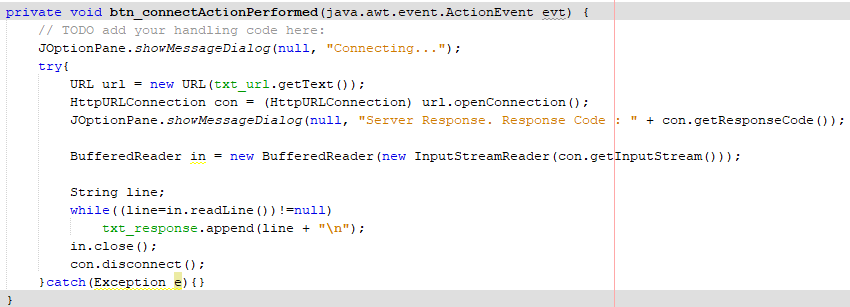 private void btn_connectActionPerformed(java.awt.event.ActionEvent evt) {
// TODO add your handling code here:
JOptionPane.showMessageDialog(null, "Connecting...");
try{
URL url = new URL(txt_url.getText());
HttpURLConnection con = (HttpURLConnection) url.openConnection();
JOptionPane.showMessageDialog(null, "Server Response. Response Code : " + con.getResponseCode());
BufferedReader in = new BufferedReader(new InputStreamReader(con.getInputStream()));
String line;
while((line=in.readLine())!=null)
txt_response.append(line + "\n");
in.close();
con.disconnect();
}catch(Exception e){}
}